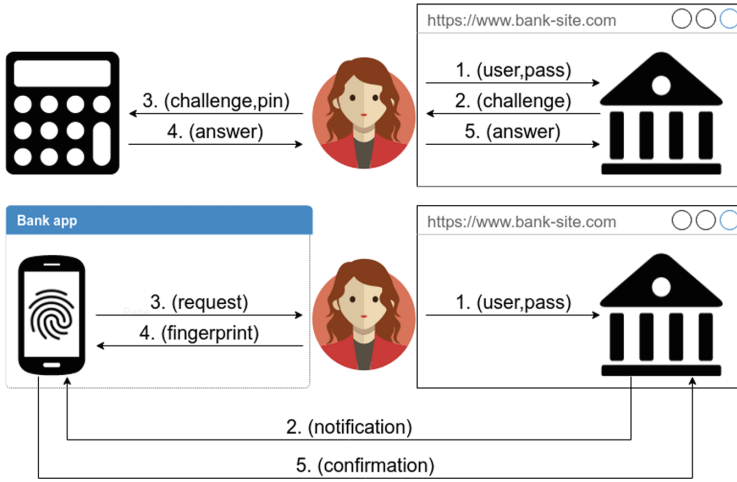 https://www.bank-site.com
1. (user,pass)
3. (challenge,pin)
2. (challenge)
4. (answer)
5. (answer)
Bank app
https://www.bank-site.com
3. (request)
1. (user,pass)
4. (fingerprint)
2. (notification)
5. (confirmation)